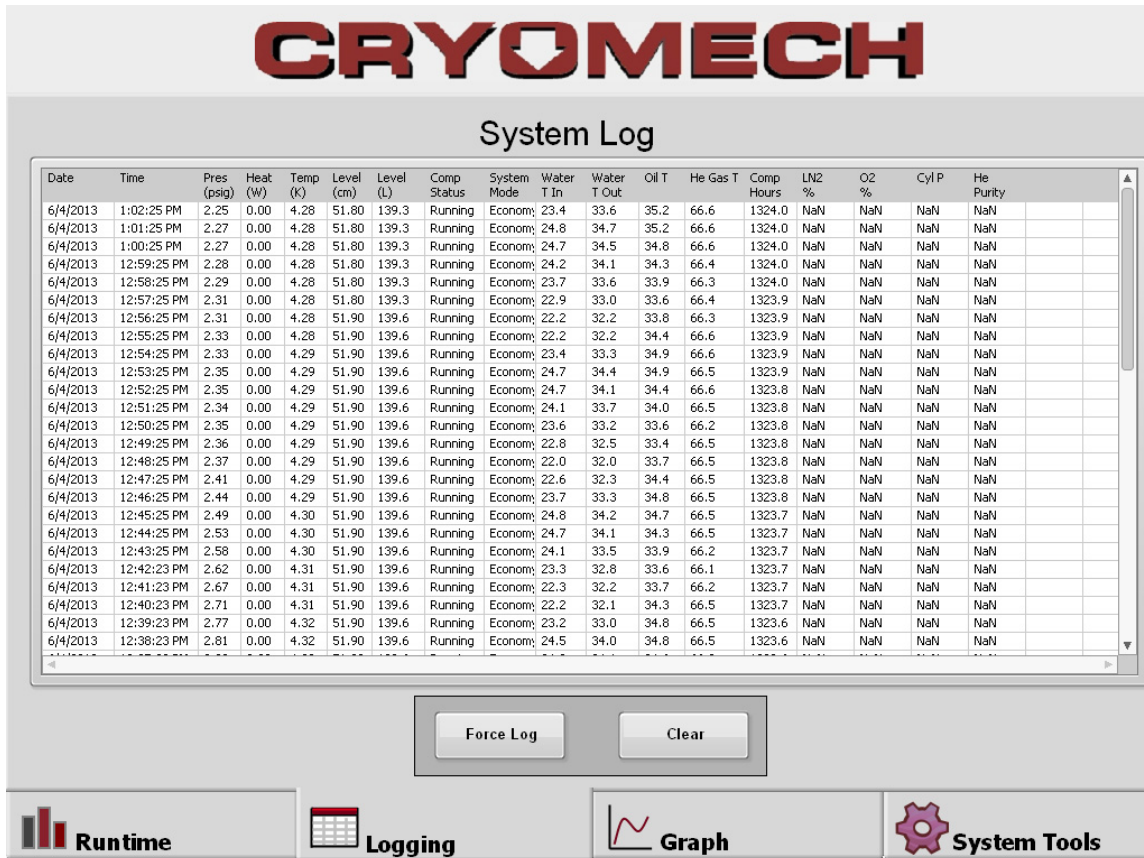 CRYOMECH
System Log
Date Time Pres (psig) Heat (W) Temp (K) Level (cm) Level (L) Comp Status System Mode Water T In Water T Out Oil T He Gas T Comp Hours LN2 % O2 % Cyl P He Purity
6/4/2013 1:02:25 PM 2.25 0.00 4.28 51.80 139.3 Running Economy 23.4 33.6 35.2 66.6 1324.0 NaN NaN NaN NaN
6/4/2013 1:01:25 PM 2.27 0.00 4.28 51.80 139.3 Running Economy 24.8 34.7 35.2 66.6 1324.0 NaN NaN NaN NaN
6/4/2013 1:00:25 PM 2.27 0.00 4.28 51.80 139.3 Running Economy 24.7 34.5 34.8 66.6 1324.0 NaN NaN NaN NaN
6/4/2013 12:59:25 PM 2.28 0.00 4.28 51.80 139.3 Running Economy 24.2 34.1 34.3 66.4 1324.0 NaN NaN NaN NaN
6/4/2013 12:58:25 PM 2.29 0.00 4.28 51.80 139.3 Running Economy 23.7 33.6 33.9 66.3 1324.0 NaN NaN NaN NaN
6/4/2013 12:57:25 PM 2.31 0.00 4.28 51.80 139.3 Running Economy 22.9 33.0 33.6 66.4 1323.9 NaN NaN NaN NaN
6/4/2013 12:56:25 PM 2.31 0.00 4.28 51.90 139.6 Running Economy 22.2 32.2 33.8 66.3 1323.9 NaN NaN NaN NaN
6/4/2013 12:55:25 PM 2.33 0.00 4.28 51.90 139.6 Running Economy 22.2 32.2 34.4 66.6 1323.9 NaN NaN NaN NaN
6/4/2013 12:54:25 PM 2.33 0.00 4.29 51.90 139.6 Running Economy 23.4 33.3 34.9 66.6 1323.9 NaN NaN NaN NaN
6/4/2013 12:53:25 PM 2.35 0.00 4.29 51.90 139.6 Running Economy 24.7 34.4 34.9 66.5 1323.9 NaN NaN NaN NaN
6/4/2013 12:52:25 PM 2.35 0.00 4.29 51.90 139.6 Running Economy 24.7 34.1 34.4 66.6 1323.8 NaN NaN NaN NaN
6/4/2013 12:51:25 PM 2.34 0.00 4.29 51.90 139.6 Running Economy 24.1 33.7 34.0 66.5 1323.8 NaN NaN NaN NaN
6/4/2013 12:50:25 PM 2.35 0.00 4.29 51.90 139.6 Running Economy 23.6 33.2 33.6 66.6 1323.8 NaN NaN NaN NaN
6/4/2013 12:49:25 PM 2.36 0.00 4.29 51.90 139.6 Running Economy 22.8 32.5 33.4 66.5 1323.8 NaN NaN NaN NaN
6/4/2013 12:48:25 PM 2.37 0.00 4.29 51.90 139.6 Running Economy 22.0 32.0 33.7 66.5 1323.8 NaN NaN NaN NaN
6/4/2013 12:47:25 PM 2.41 0.00 4.29 51.90 139.6 Running Economy 22.6 32.3 34.4 66.5 1323.8 NaN NaN NaN NaN
6/4/2013 12:46:25 PM 2.44 0.00 4.29 51.90 139.6 Running Economy 23.7 33.3 34.8 66.5 1323.8 NaN NaN NaN NaN
6/4/2013 12:45:25 PM 2.49 0.00 4.30 51.90 139.6 Running Economy 24.8 34.2 34.7 66.5 1323.7 NaN NaN NaN NaN
6/4/2013 12:44:25 PM 2.53 0.00 4.30 51.90 139.6 Running Economy 24.7 34.1 34.3 66.5 1323.7 NaN NaN NaN NaN
6/4/2013 12:43:25 PM 2.58 0.00 4.30 51.90 139.6 Running Economy 24.1 33.5 33.9 66.2 1323.7 NaN NaN NaN NaN
6/4/2013 12:42:23 PM 2.62 0.00 4.31 51.90 139.6 Running Economy 23.3 32.8 33.6 66.1 1323.7 NaN NaN NaN NaN
6/4/2013 12:41:23 PM 2.67 0.00 4.31 51.90 139.6 Running Economy 22.3 32.2 33.7 66.2 1323.7 NaN NaN NaN NaN
6/4/2013 12:40:23 PM 2.71 0.00 4.31 51.90 139.6 Running Economy 22.2 32.1 34.3 66.5 1323.7 NaN NaN NaN NaN
6/4/2013 12:39:23 PM 2.77 0.00 4.32 51.90 139.6 Running Economy 23.2 33.0 34.8 66.5 1323.6 NaN NaN NaN NaN
6/4/2013 12:38:23 PM 2.81 0.00 4.32 51.90 139.6 Running Economy 24.5 34.0 34.8 66.5 1323.6 NaN NaN NaN NaN
Force Log Clear
Runtime Logging Graph System Tools